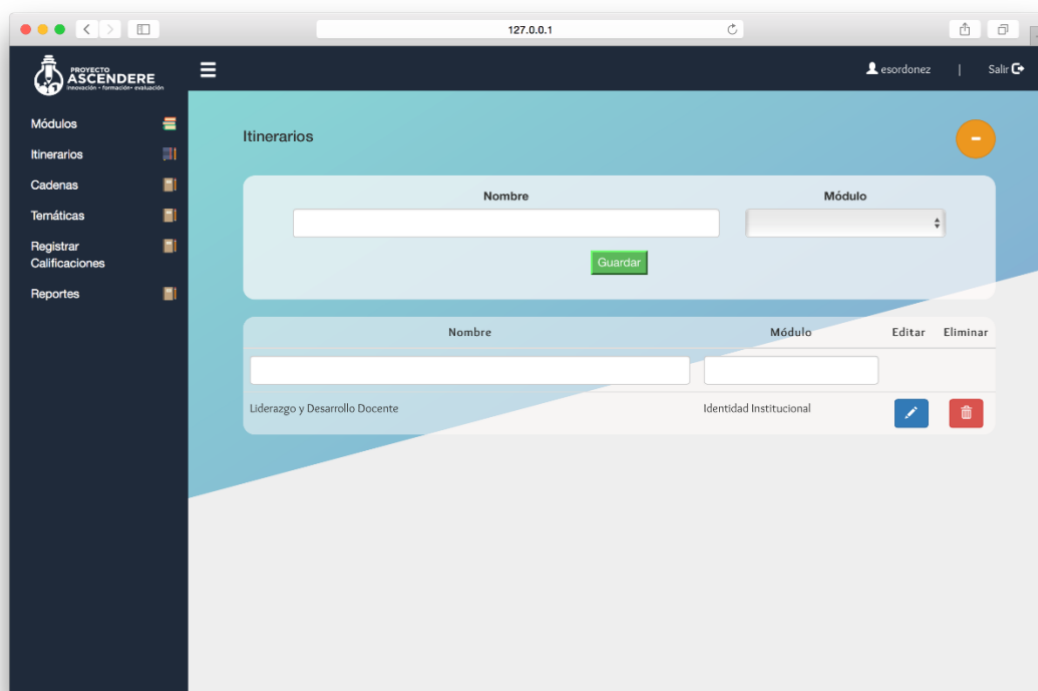 127.0.0.1
PROYECTO
ASCENDERE
innovación - formación- evaluación
esordonez | Salir
Módulos
Itinerarios
Cadenas
Temáticas
Registrar
Calificaciones
Reportes
Itinerarios
Nombre Módulo
Guardar
Nombre Módulo Editar Eliminar
Liderazgo y Desarrollo Docente Identidad Institucional